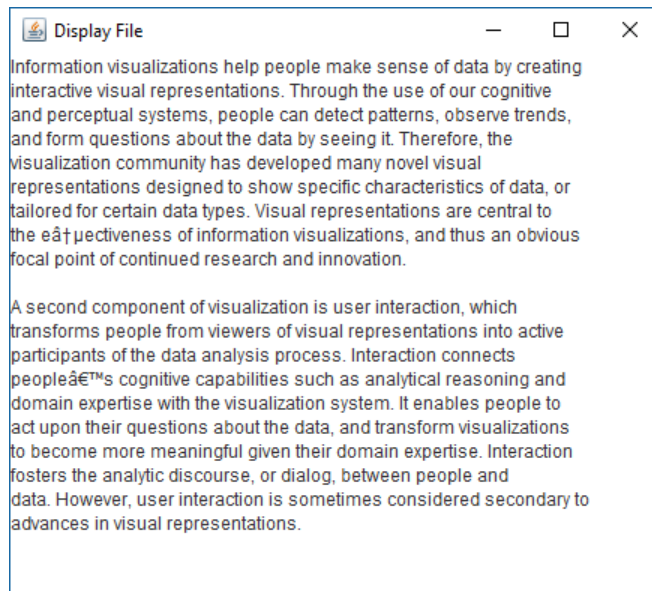 Display File
Information visualizations help people make sense of data by creating
interactive visual representations. Through the use of our cognitive
and perceptual systems, people can detect patterns, observe trends,
and form questions about the data by seeing it. Therefore, the
visualization community has developed many novel visual
representations designed to show specific characteristics of data, or
tailored for certain data types. Visual representations are central to
the eâ†µectiveness of information visualizations, and thus an obvious
focal point of continued research and innovation.

A second component of visualization is user interaction, which
transforms people from viewers of visual representations into active
participants of the data analysis process. Interaction connects
peopleâ€™s cognitive capabilities such as analytical reasoning and
domain expertise with the visualization system. It enables people to
act upon their questions about the data, and transform visualizations
to become more meaningful given their domain expertise. Interaction
fosters the analytic discourse, or dialog, between people and
data. However, user interaction is sometimes considered secondary to
advances in visual representations.